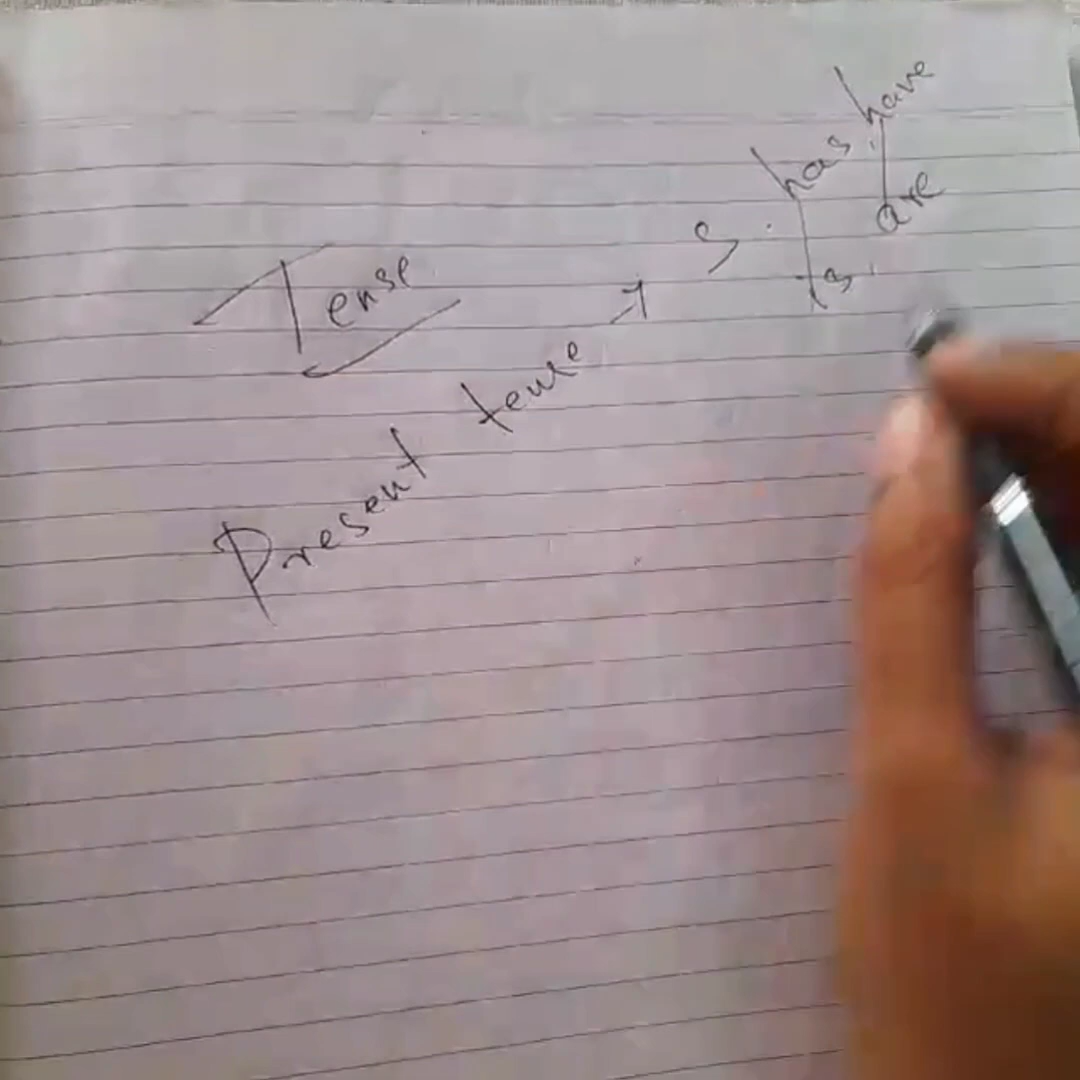 Tense
Present tense → S. has, have
is. are